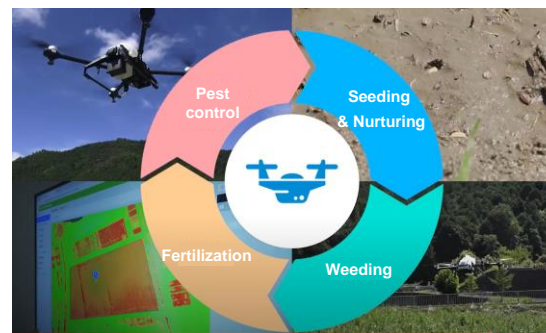 Pest
control
Seeding
& Nurturing
Fertilization
Weeding